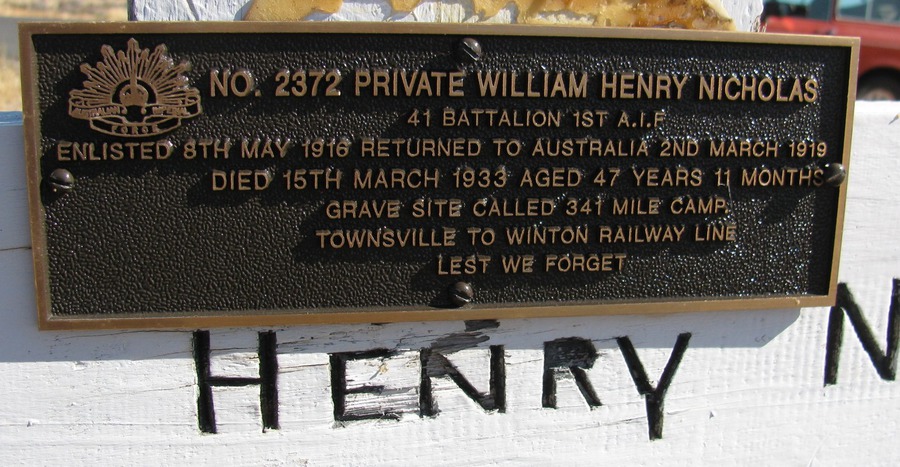 NO. 2372 PRIVATE WILLIAM HENRY NICHOLAS
41 BATTALION 1ST A.I.F
ENLISTED 8TH MAY 1916 RETURNED TO AUSTRALIA 2ND MARCH 1919
DIED 15TH MARCH 1933 AGED 47 YEARS 11 MONTHS
GRAVE SITE CALLED 341 MILE CAMP.
TOWNSVILLE TO WINTON RAILWAY LINE
LEST WE FORGET
HENRY N